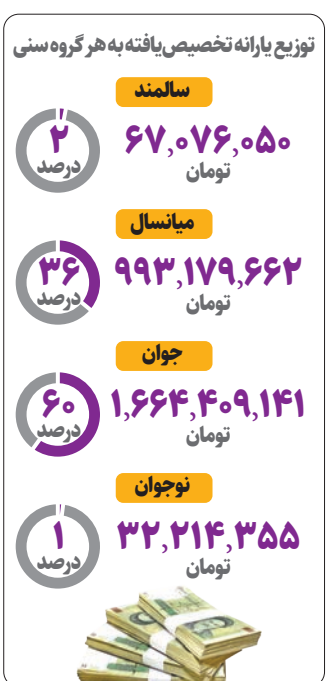 توزیع یارانه تخصیص‌یافته به هر گروه سنی
سالمند
۶۷,۰۷۶,۰۵۰
تومان
۲
درصد
میانسال
۹۹۳,۱۷۹,۶۶۲
تومان
۳۶
درصد
جوان
۱,۶۶۴,۴۰۹,۱۴۱
تومان
۶۰
درصد
نوجوان
۳۲,۲۱۴,۳۵۵
تومان
۱
درصد